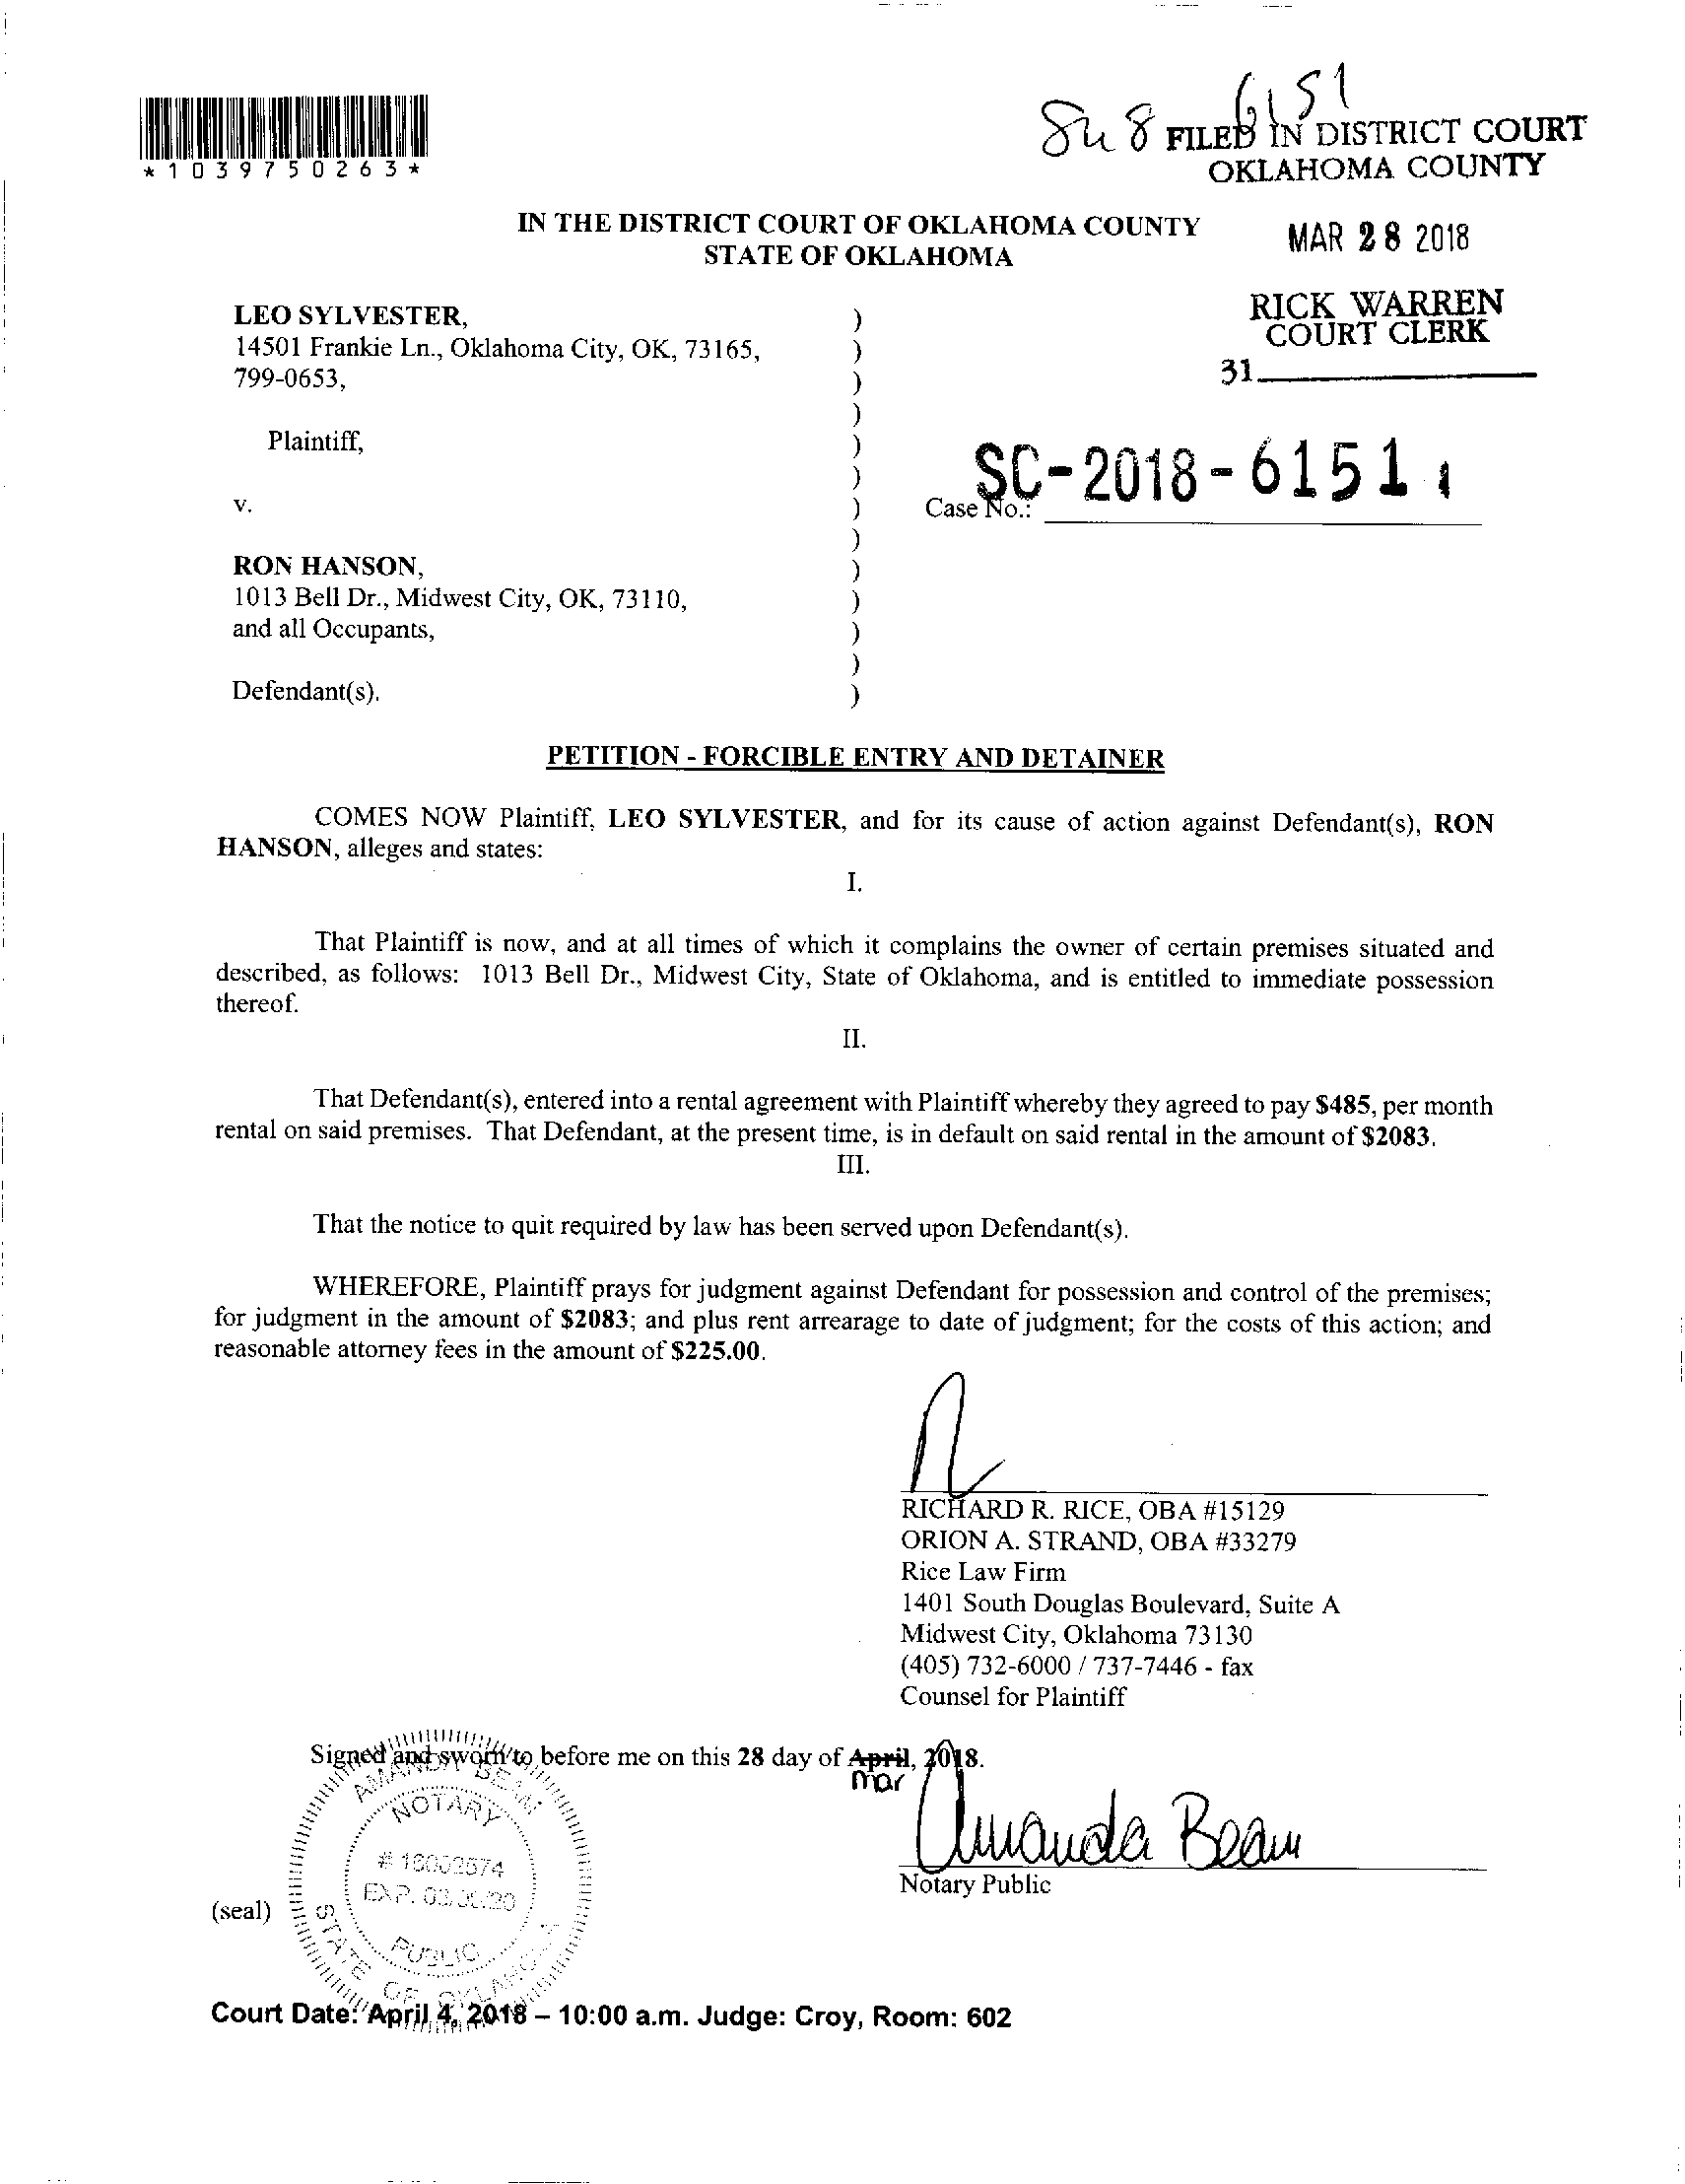 6151
Su 8 FILED IN DISTRICT COURT
OKLAHOMA COUNTY
*1039750263*
IN THE DISTRICT COURT OF OKLAHOMA COUNTY
STATE OF OKLAHOMA
MAR 28 2018
RICK WARREN
COURT CLERK
31
LEO SYLVESTER, )
14501 Frankie Ln., Oklahoma City, OK, 73165, )
799-0653, )
)
Plaintiff, )
)
v. ) Case No.: SC-2018-6151
)
RON HANSON, )
1013 Bell Dr., Midwest City, OK, 73110, )
and all Occupants, )
)
Defendant(s). )
PETITION - FORCIBLE ENTRY AND DETAINER
COMES NOW Plaintiff, LEO SYLVESTER, and for its cause of action against Defendant(s), RON
HANSON, alleges and states:
I.
That Plaintiff is now, and at all times of which it complains the owner of certain premises situated and
described, as follows: 1013 Bell Dr., Midwest City, State of Oklahoma, and is entitled to immediate possession
thereof.
II.
That Defendant(s), entered into a rental agreement with Plaintiff whereby they agreed to pay $485, per month
rental on said premises. That Defendant, at the present time, is in default on said rental in the amount of $2083.
III.
That the notice to quit required by law has been served upon Defendant(s).
WHEREFORE, Plaintiff prays for judgment against Defendant for possession and control of the premises;
for judgment in the amount of $2083; and plus rent arrearage to date of judgment; for the costs of this action; and
reasonable attorney fees in the amount of $225.00.
RICHARD R. RICE, OBA #15129
ORION A. STRAND, OBA #33279
Rice Law Firm
1401 South Douglas Boulevard, Suite A
Midwest City, Oklahoma 73130
(405) 732-6000 / 737-7446 - fax
Counsel for Plaintiff
Signed and sworn to before me on this 28 day of April, 2018.
mar
Amanda Beam
Notary Public
AMANDA BEAM
NOTARY
PUBLIC
STATE OF OKLAHOMA
(seal)
Court Date: April 4, 2018 – 10:00 a.m. Judge: Croy, Room: 602